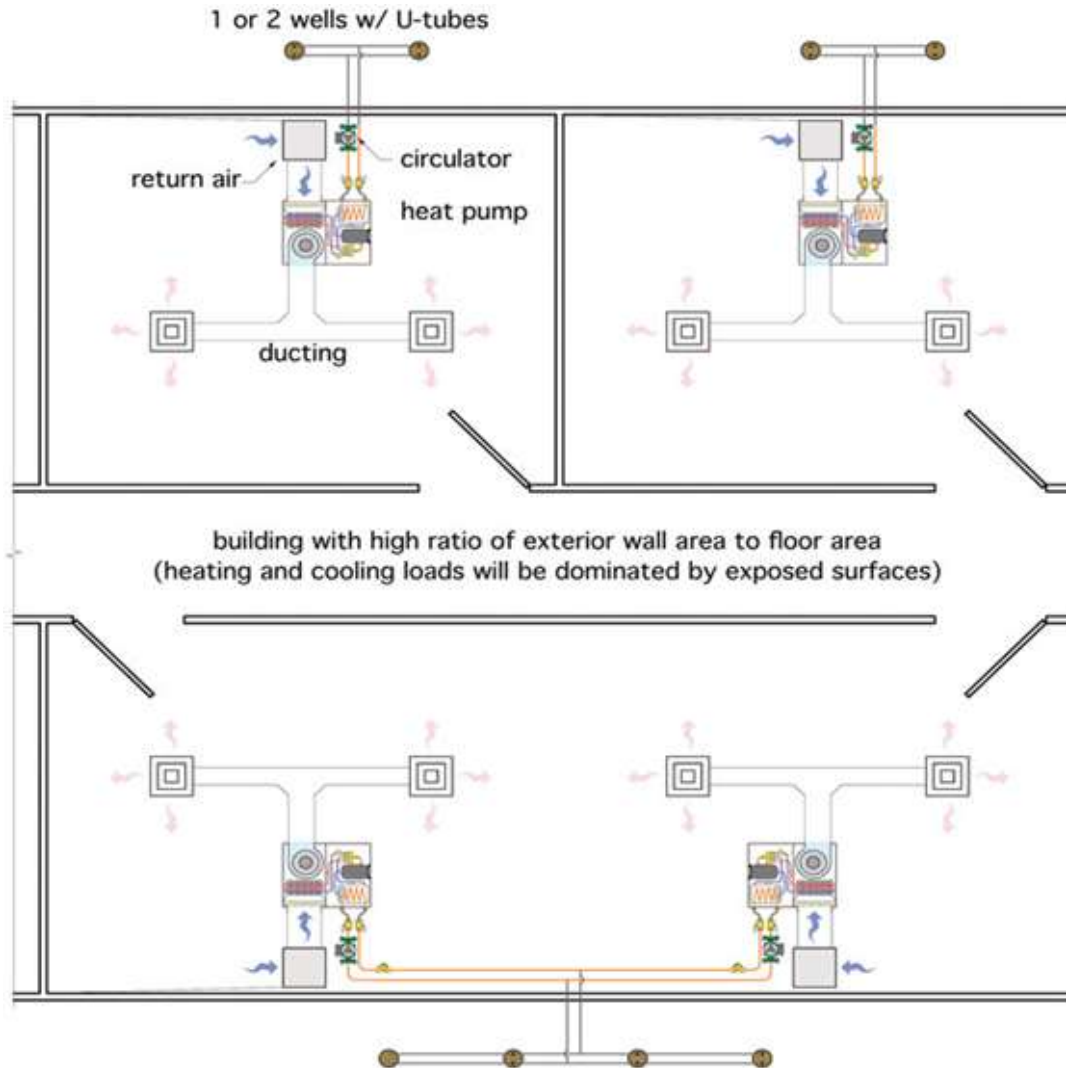 1 or 2 wells w/ U-tubes
circulator
return air
heat pump
ducting
building with high ratio of exterior wall area to floor area
(heating and cooling loads will be dominated by exposed surfaces)